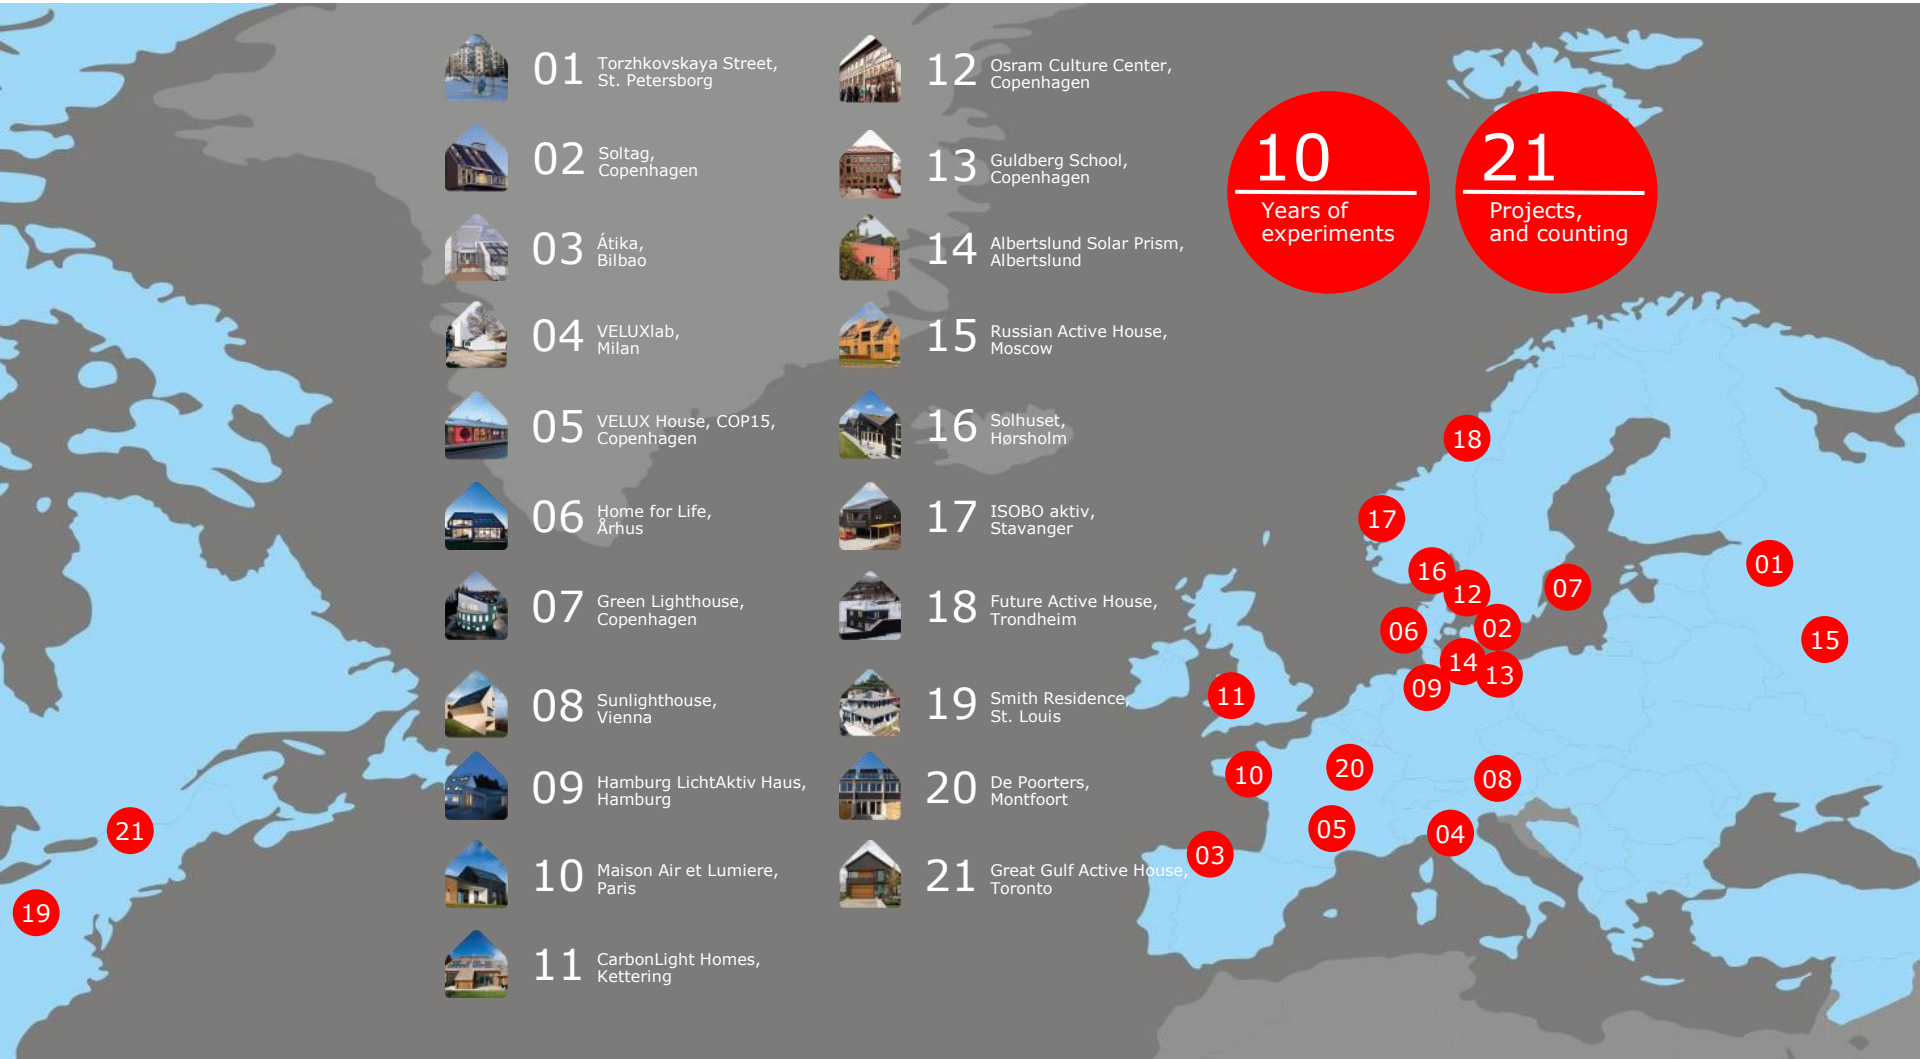 01
Torzhkovskaya Street,
St. Petersborg
02
Soltag,
Copenhagen
03
Átika,
Bilbao
04
VELUXlab,
Milan
05
VELUX House, COP15,
Copenhagen
06
Home for Life,
Århus
07
Green Lighthouse,
Copenhagen
08
Sunlighthouse,
Vienna
09
Hamburg LichtAktiv Haus,
Hamburg
10
Maison Air et Lumiere,
Paris
11
CarbonLight Homes,
Kettering
12
Osram Culture Center,
Copenhagen
13
Guldberg School,
Copenhagen
14
Albertslund Solar Prism,
Albertslund
15
Russian Active House,
Moscow
16
Solhuset,
Hørsholm
17
ISOBO aktiv,
Stavanger
18
Future Active House,
Trondheim
19
Smith Residence,
St. Louis
20
De Poorters,
Montfoort
21
Great Gulf Active House,
Toronto
10
Years of
experiments
21
Projects,
and counting
18
17
16
12
07
01
06
02
15
14
13
09
11
10
20
08
05
04
03
21
19